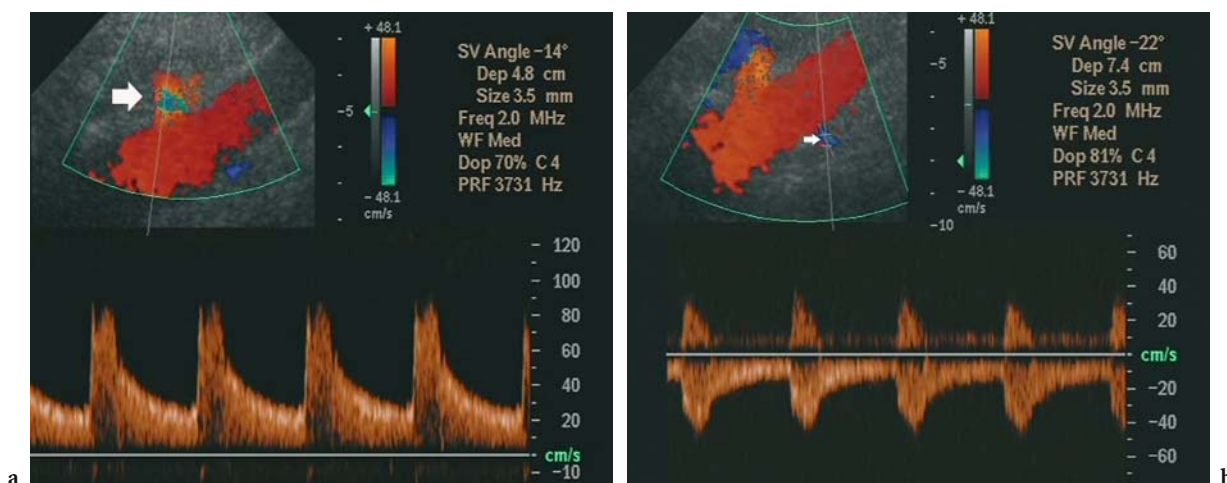 + 48.1
−5
− 48.1
cm/s
SV Angle −14°
Dep 4.8 cm
Size 3.5 mm
Freq 2.0 MHz
WF Med
Dop 70% C 4
PRF 3731 Hz
120
100
80
60
40
20
cm/s
−10
a
+ 48.1
−5
− 48.1
cm/s
−10
SV Angle −22°
Dep 7.4 cm
Size 3.5 mm
Freq 2.0 MHz
WF Med
Dop 81% C 4
PRF 3731 Hz
60
40
20
cm/s
−20
−40
−60
b